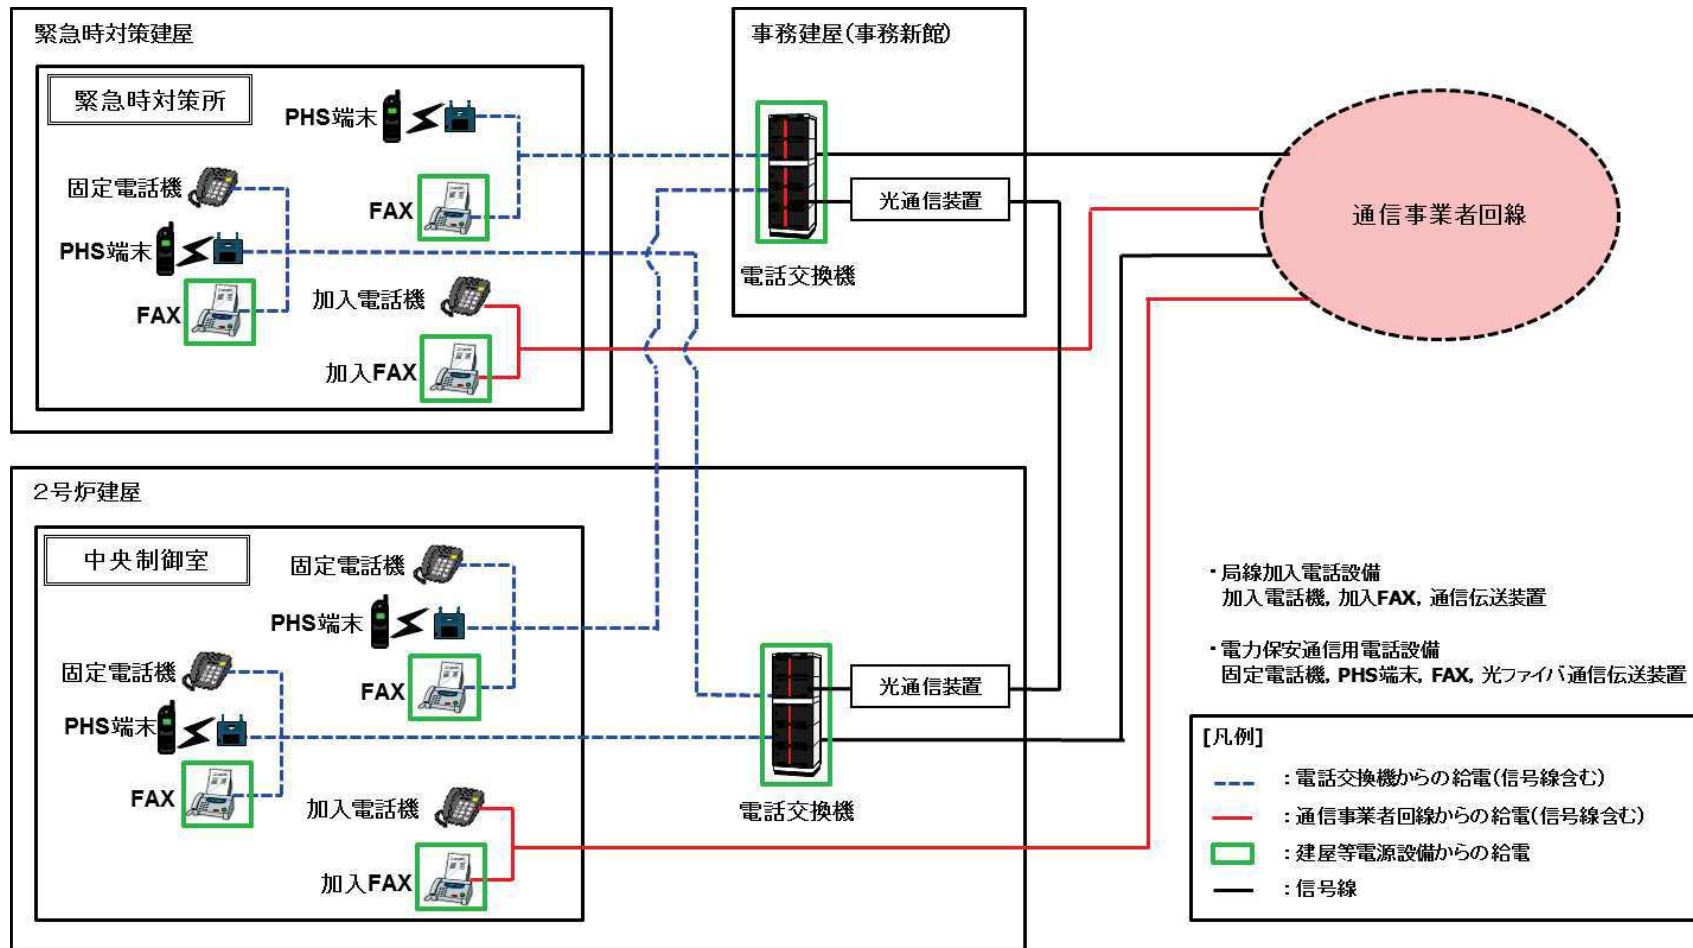 緊急時対策建屋
緊急時対策所
PHS端末
固定電話機
FAX
PHS端末
FAX
加入電話機
加入FAX
事務建屋(事務新館)
光通信装置
電話交換機
通信事業者回線
2号炉建屋
中央制御室
固定電話機
PHS端末
固定電話機
FAX
PHS端末
FAX
加入電話機
加入FAX
光通信装置
電話交換機
・局線加入電話設備
加入電話機, 加入FAX, 通信伝送装置
・電力保安通信用電話設備
固定電話機, PHS端末, FAX, 光ファイバ通信伝送装置
[凡例]
:電話交換機からの給電(信号線含む)
:通信事業者回線からの給電(信号線含む)
:建屋等電源設備からの給電
:信号線